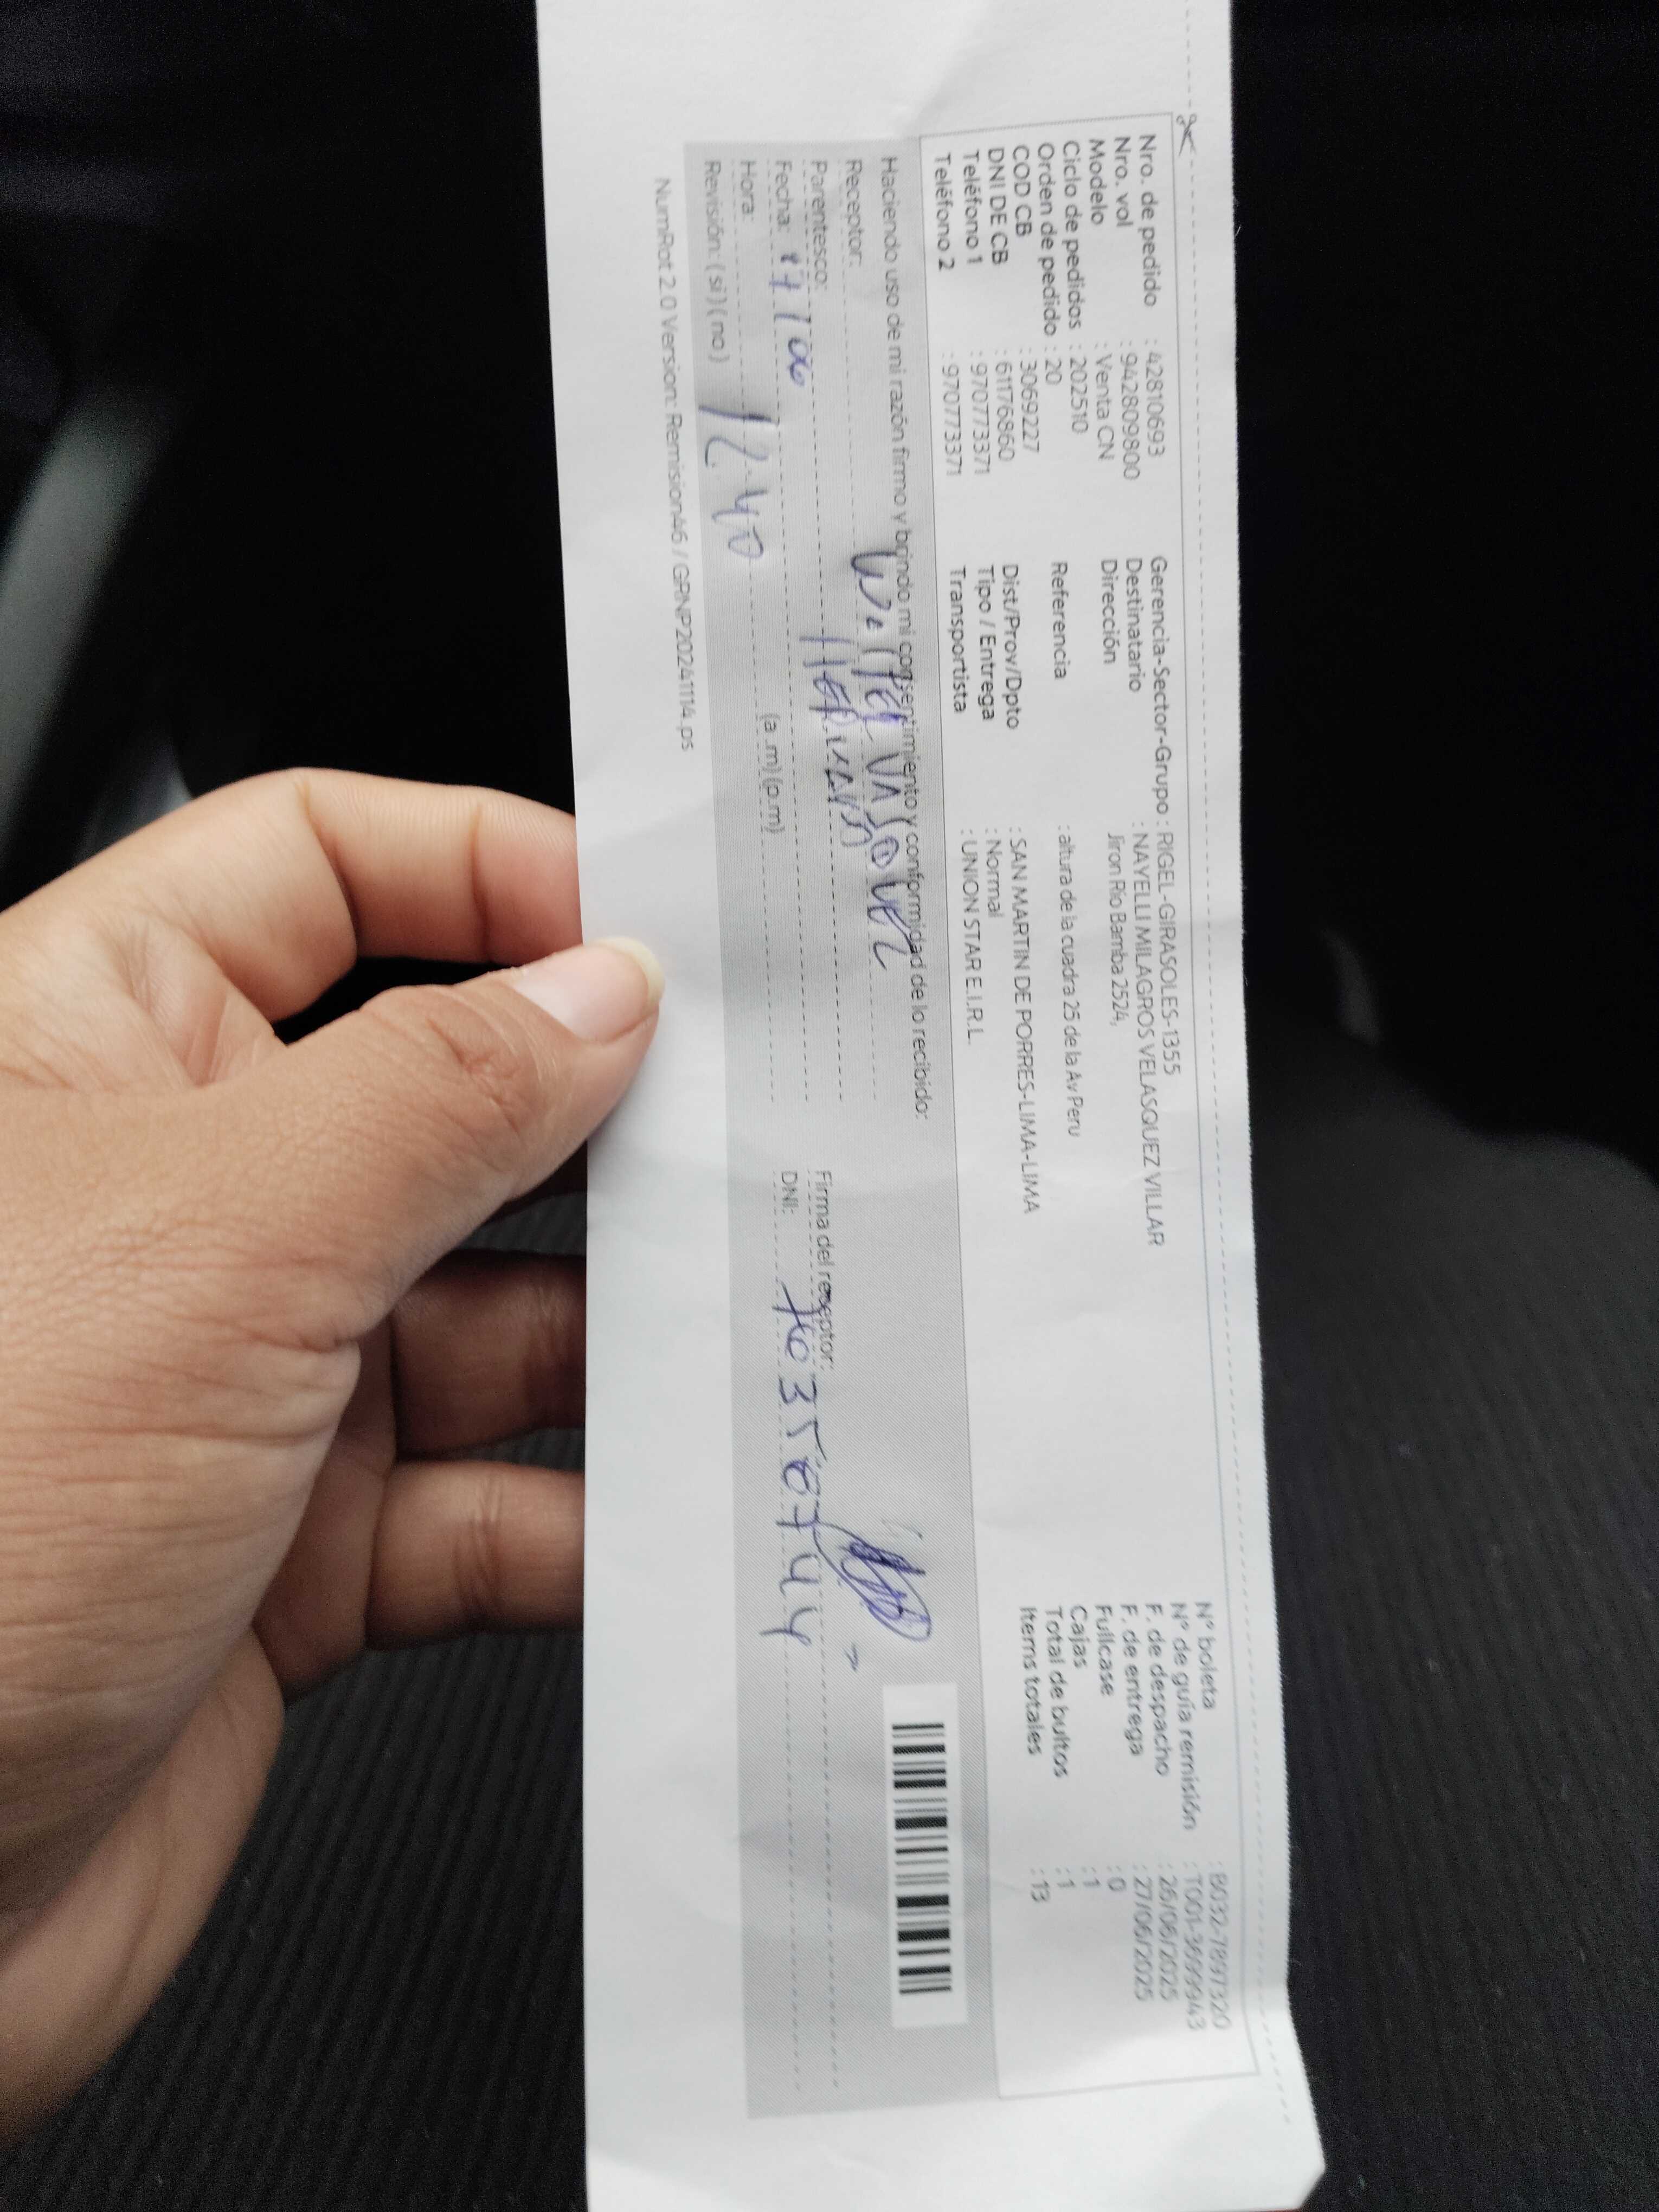 Nro. de pedido : 42810693
Nro. vol : 942809800
Modelo : Venta CN
Ciclo de pedidos : 202510
Orden de pedido : 20
COD CB : 3069227
DNI DE CB : 61176860
Teléfono 1 : 970773371
Teléfono 2 : 970773371
Gerencia-Sector-Grupo : RIGEL-GIRASOLES-1355
Destinatario : NAYELLI MILAGROS VELASQUEZ VILLAR
Dirección Jiron Río Bamba 2524,
Referencia : altura de la cuadra 25 de la Av Peru
Dist/Prov/Dpto : SAN MARTIN DE PORRES-LIMA-LIMA
Tipo / Entrega : Normal
Transportista : UNION STAR E.I.R.L.
N° boleta : B032-7897320
N° de guía remisión : T001-3699943
F. de despacho : 26/06/2025
F. de entrega : 27/06/2025
Fullcase : 0
Cajas : 1
Total de bultos : 1
Items totales : 13
Haciendo uso de mi razón firmo y brindo mi consentimiento y conformidad de lo recibido:
Receptor:
Parentesco: Hermano
Fecha:
Hora: 12:40 (a.m) (p.m)
Revisión: ( si ) ( no )
Firma del receptor:
DNI:
NumRot 2.0 Version: Remision46 / GRNP20241114.ps